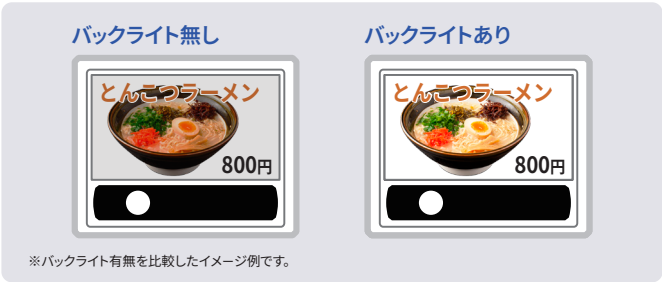 バックライト無し
バックライトあり
とんこつラーメン
800円
とんこつラーメン
800円
※バックライト有無を比較したイメージ例です。